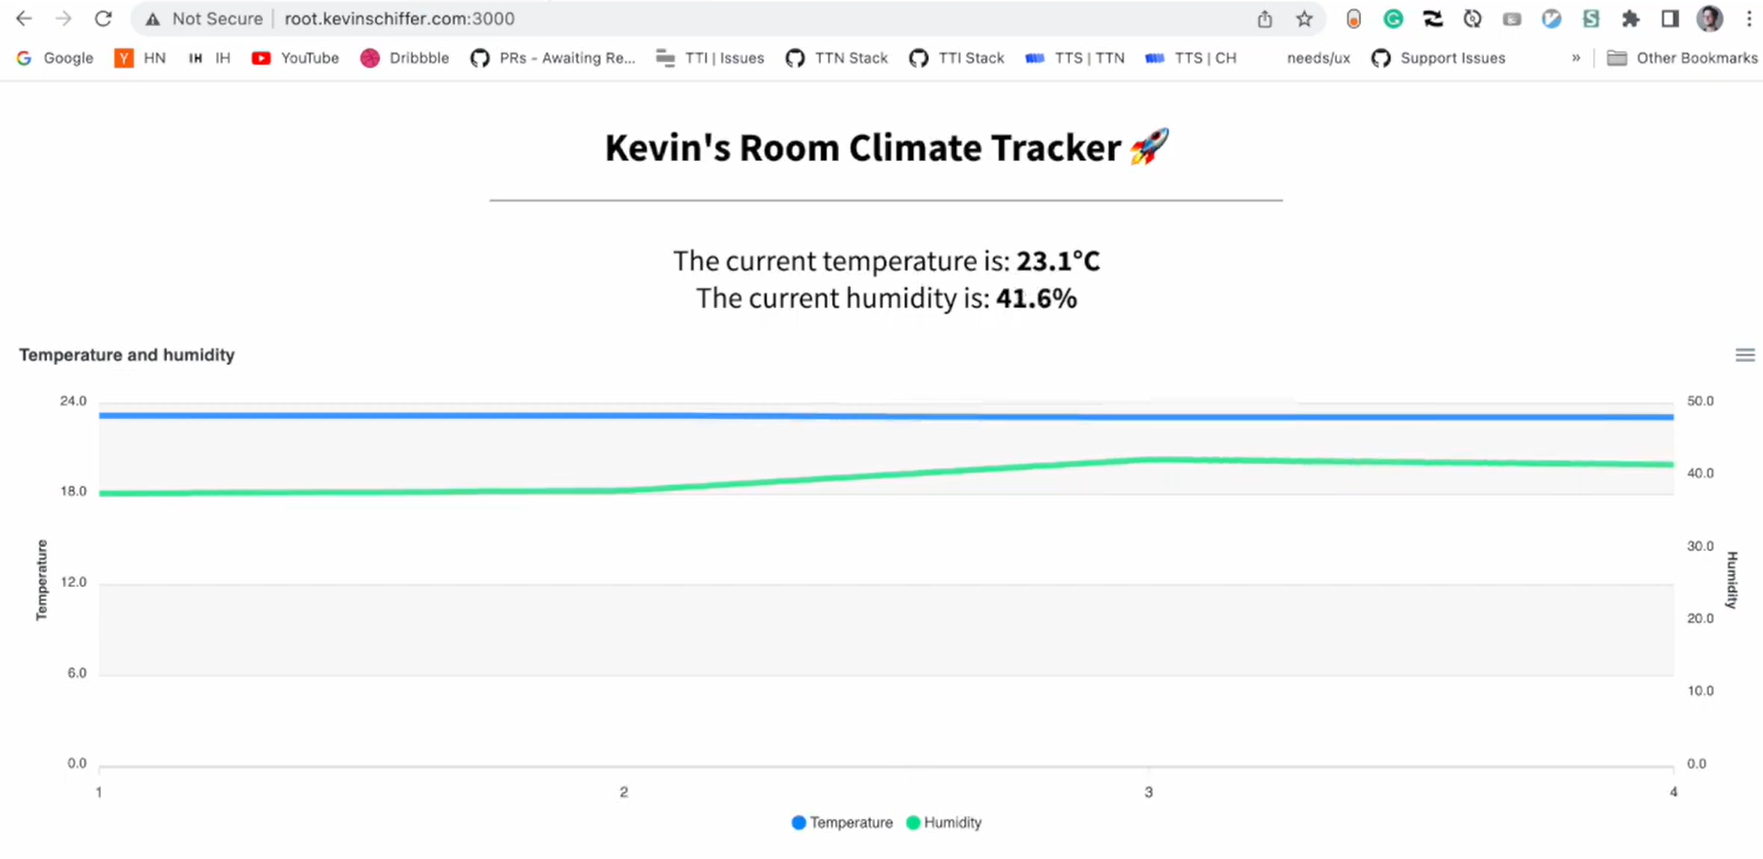 Not Secure root.kevinschiffer.com:3000
Google HN IH IH YouTube Dribbble PRs – Awaiting Re... TTI | Issues TTN Stack TTI Stack TTS | TTN TTS | CH needs/ux Support Issues » Other Bookmarks
Kevin's Room Climate Tracker 🚀
The current temperature is: 23.1°C
The current humidity is: 41.6%
Temperature and humidity
24.0
18.0
12.0
6.0
0.0
Temperature
50.0
40.0
30.0
20.0
10.0
0.0
Humidity
1 2 3 4
Temperature Humidity